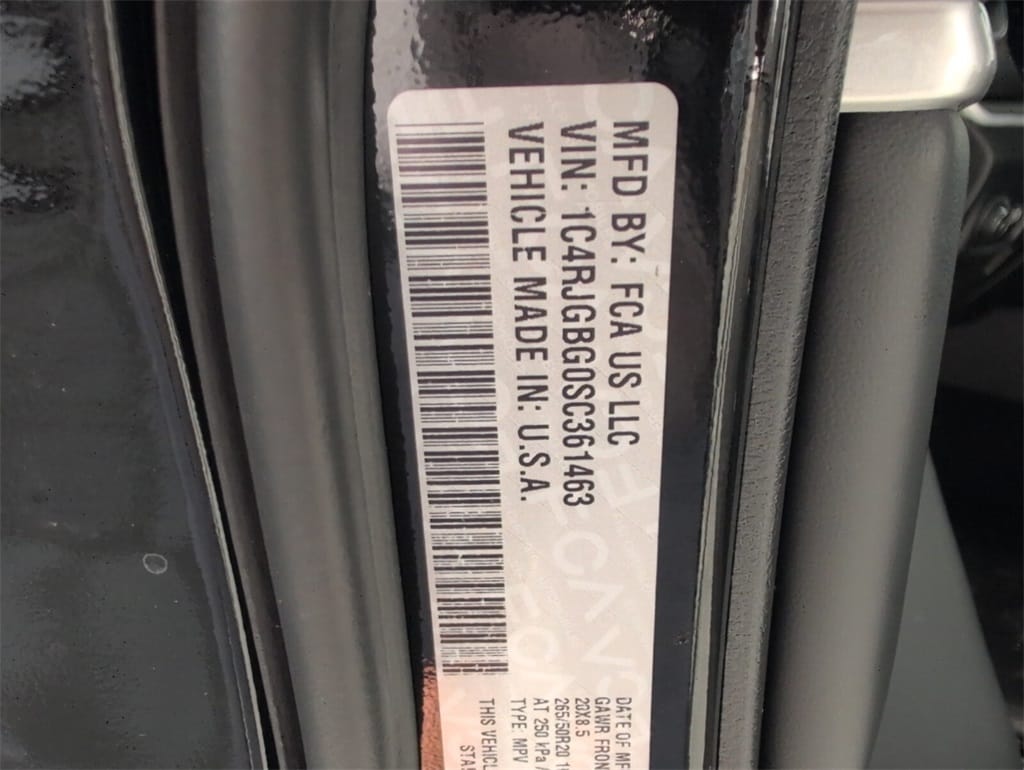 MFD BY: FCA US LLC
VIN: 1C4RJGBG0SC361463
VEHICLE MADE IN: U.S.A.
DATE OF MF
GAWR FRON
20X8.5
265/50R20
AT 250 kPa /
TYPE: MPV
THIS VEHICL
STA